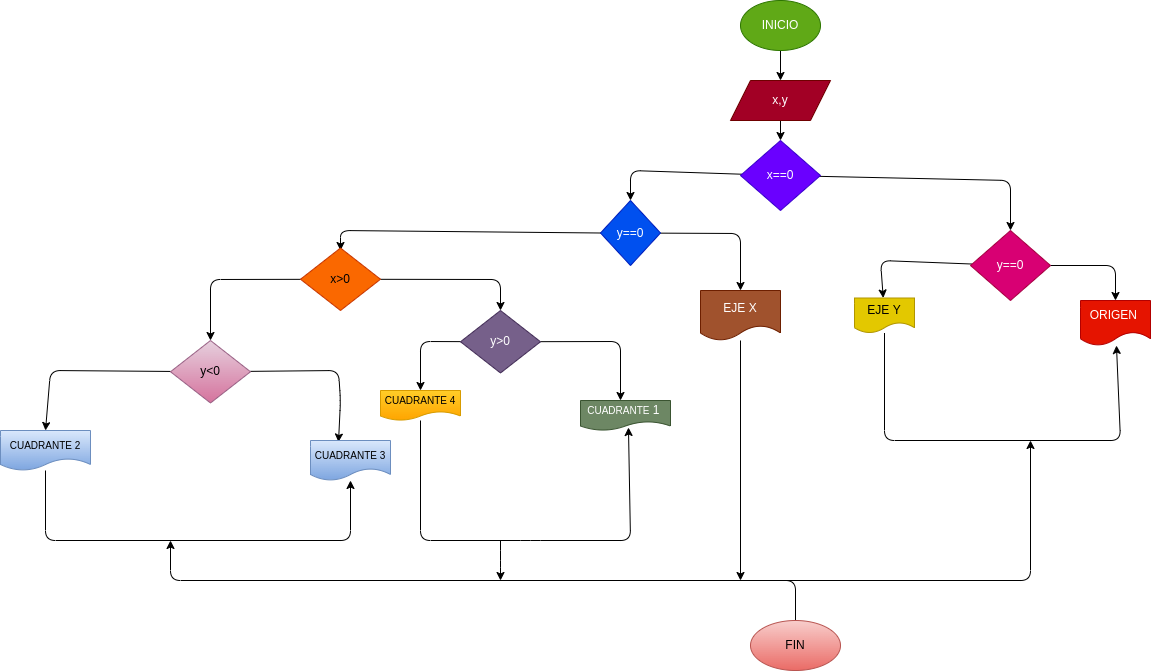 INICIO
x,y
x==0
y==0
y==0
x>0
EJE X
EJE Y
ORIGEN
y>0
y<0
CUADRANTE 4
CUADRANTE 1
CUADRANTE 2
CUADRANTE 3
FIN